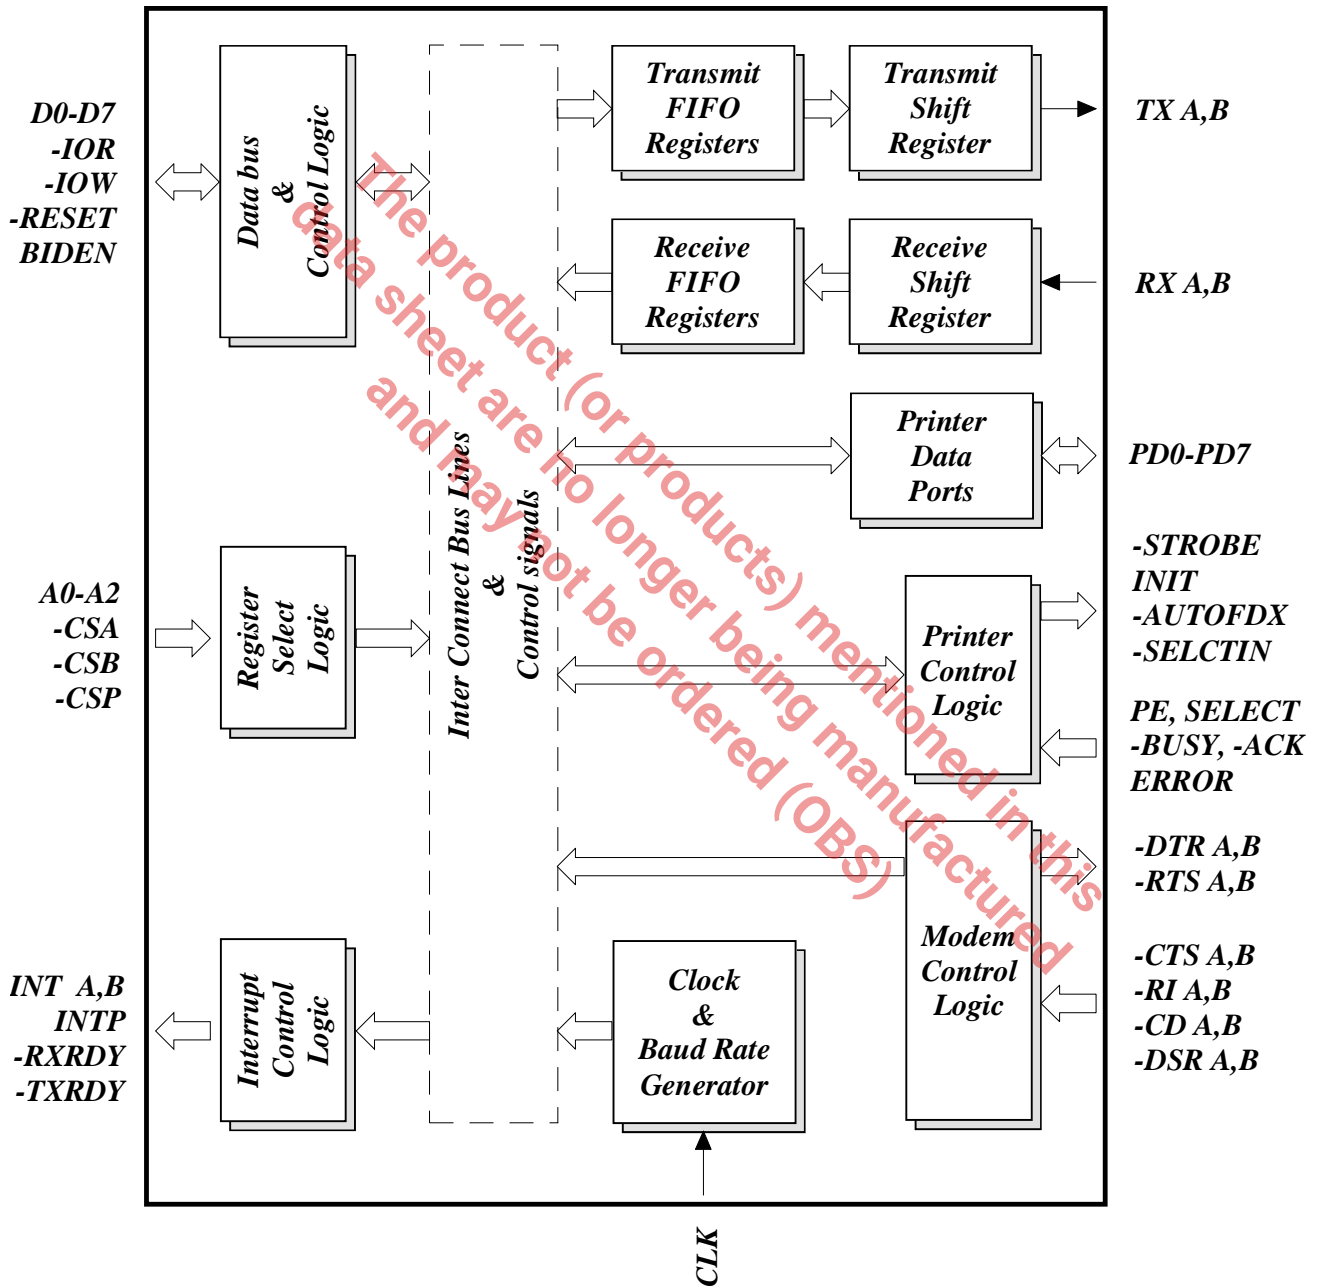 D0-D7
-IOR
-IOW
-RESET
BIDEN
Data bus
&
Control Logic
A0-A2
-CSA
-CSB
-CSP
Register
Select
Logic
INT A,B
INTP
-RXRDY
-TXRDY
Interrupt
Control
Logic
Inter Connect Bus Lines
&
Control signals
Transmit
FIFO
Registers
Transmit
Shift
Register
TX A,B
Receive
FIFO
Registers
Receive
Shift
Register
RX A,B
Printer
Data
Ports
PD0-PD7
Printer
Control
Logic
-STROBE
INIT
-AUTOFDX
-SELCTIN
PE, SELECT
-BUSY, -ACK
ERROR
Modem
Control
Logic
-DTR A,B
-RTS A,B
-CTS A,B
-RI A,B
-CD A,B
-DSR A,B
Clock
&
Baud Rate
Generator
CLK
The product (or products) mentioned in this
data sheet are no longer being manufactured
and may not be ordered (OBS)